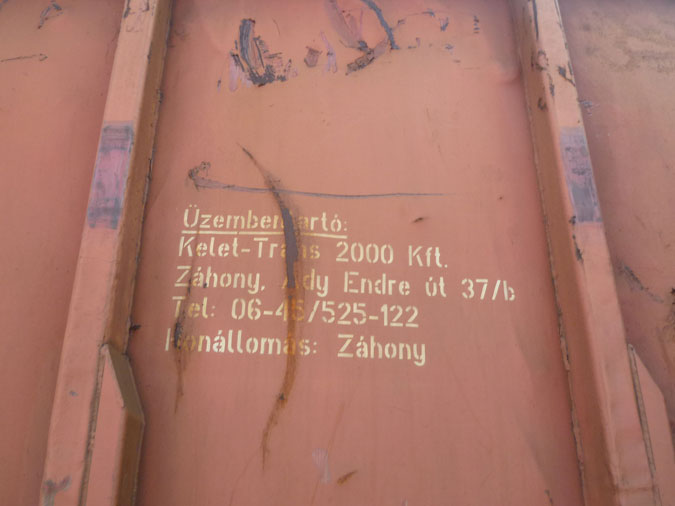 Üzembentartó:
Kelet-Trans 2000 Kft.
Záhony, Ady Endre út 37/b
Tel: 06-45/525-122
Honállomás: Záhony